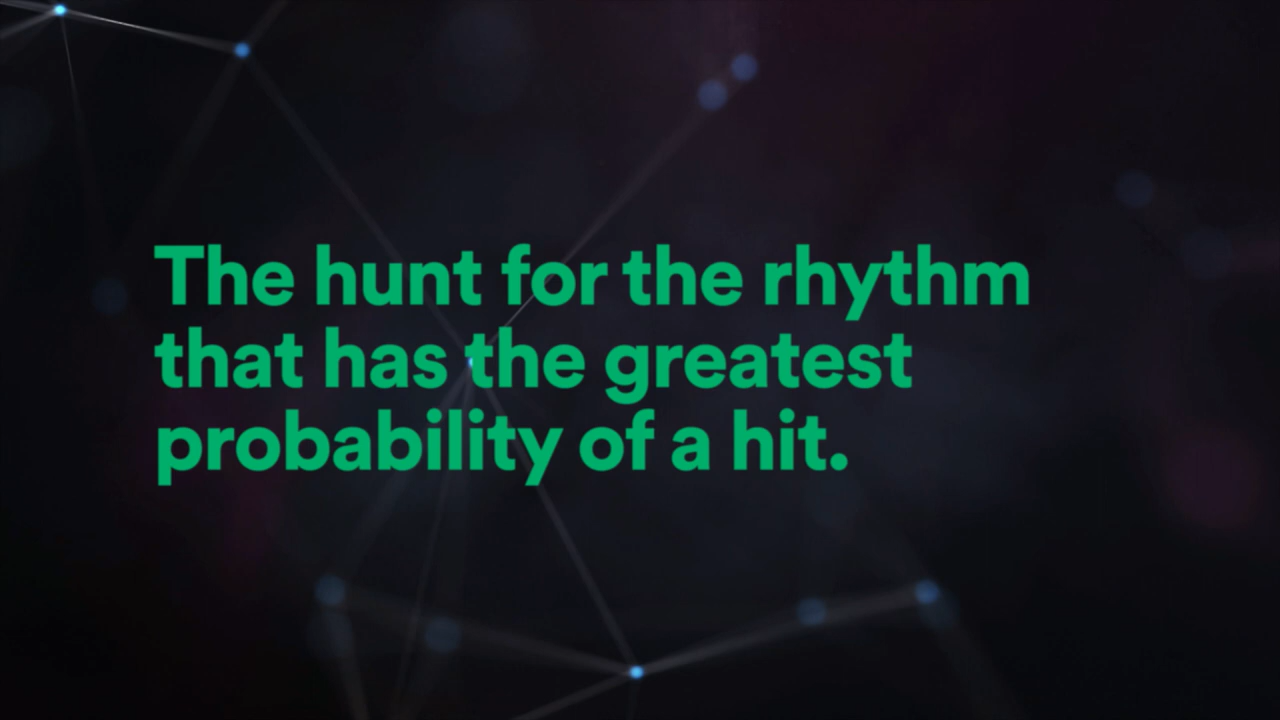 The hunt for the rhythm
that has the greatest
probability of a hit.